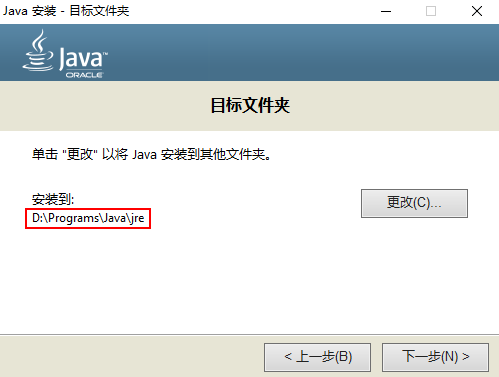 Java 安装 - 目标文件夹
Java™
ORACLE
目标文件夹
单击 "更改" 以将 Java 安装到其他文件夹。
安装到:
更改(C)...
D:\Programs\Java\jre
< 上一步(B)
下一步(N) >